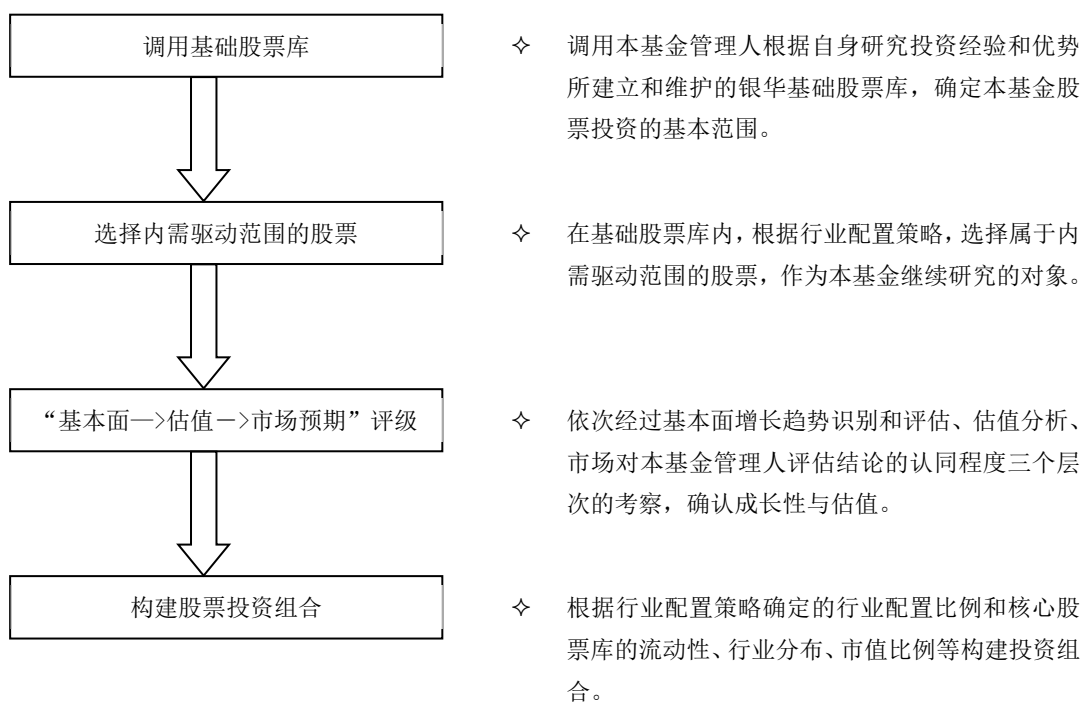 调用基础股票库
✧ 调用本基金管理人根据自身研究投资经验和优势
所建立和维护的银华基础股票库，确定本基金股
票投资的基本范围。
选择内需驱动范围的股票
✧ 在基础股票库内，根据行业配置策略，选择属于内
需驱动范围的股票，作为本基金继续研究的对象。
“基本面—>估值－>市场预期”评级
✧ 依次经过基本面增长趋势识别和评估、估值分析、
市场对本基金管理人评估结论的认同程度三个层
次的考察，确认成长性与估值。
构建股票投资组合
✧ 根据行业配置策略确定的行业配置比例和核心股
票库的流动性、行业分布、市值比例等构建投资组
合。